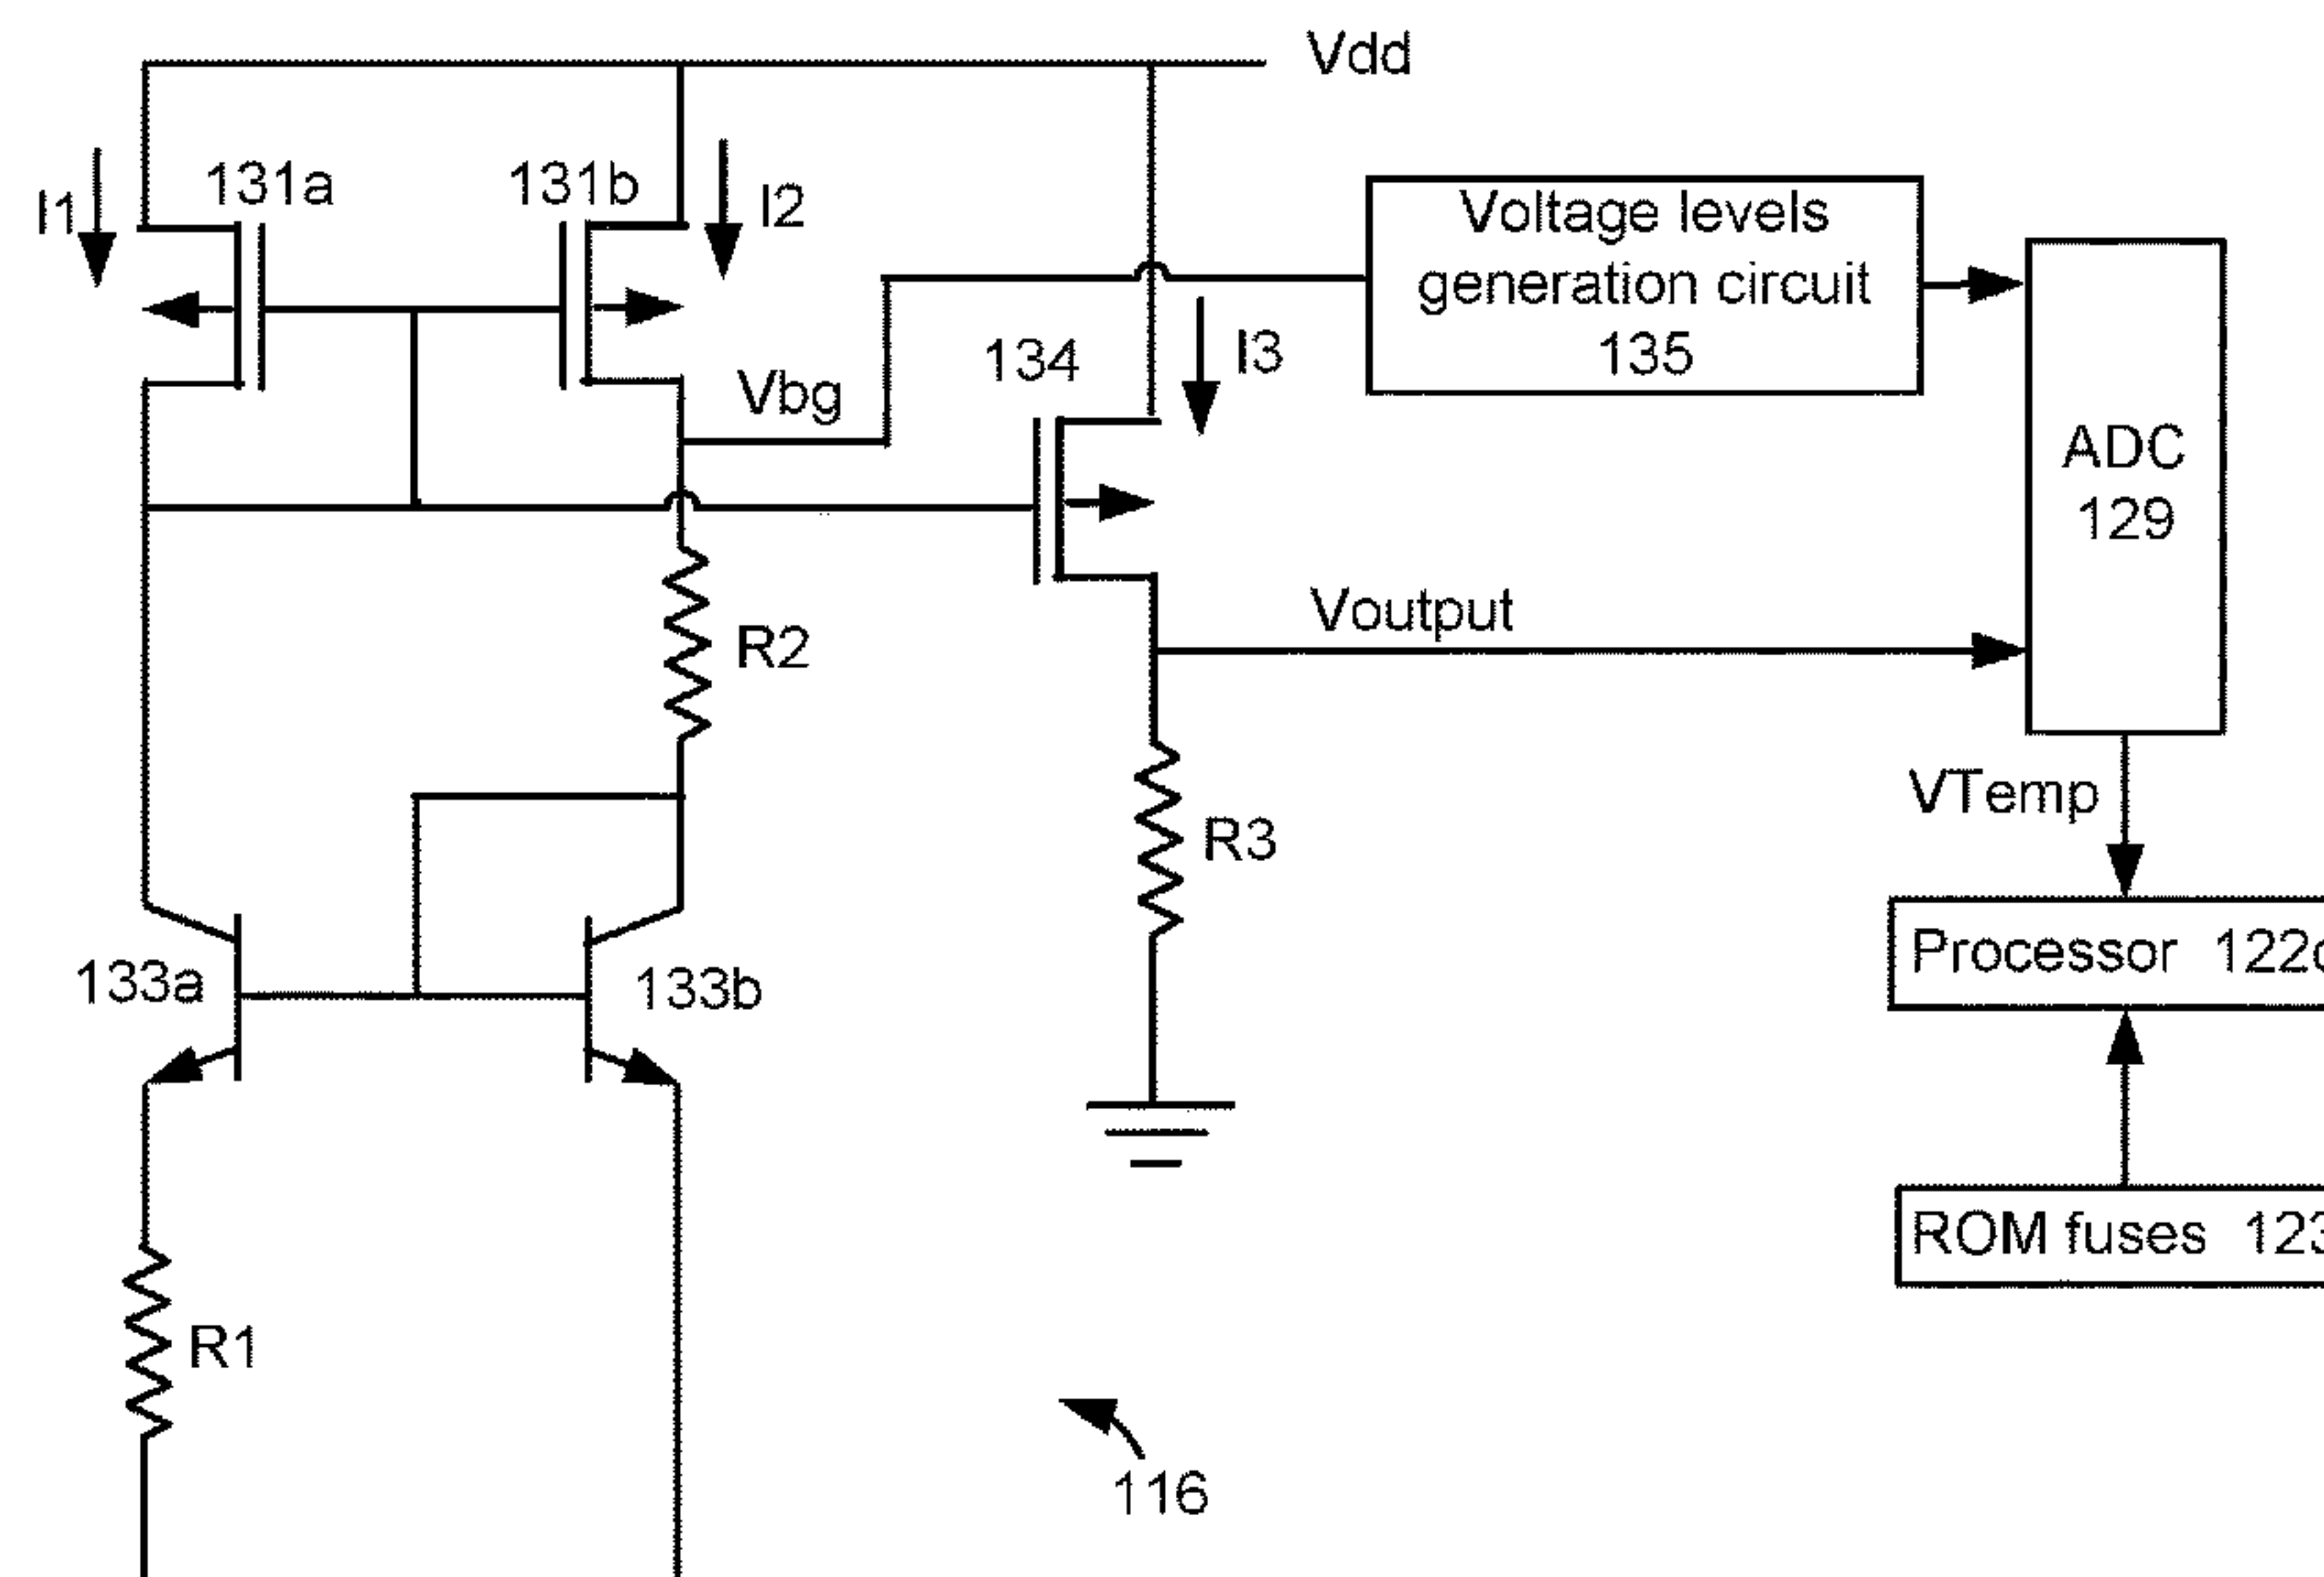 Vdd
I1
131a
131b
I2
Voltage levels
generation circuit
135
134
I3
Vbg
ADC
129
Voutput
R2
VTemp
R3
133a
133b
Processor
ROM fuses
R1
116